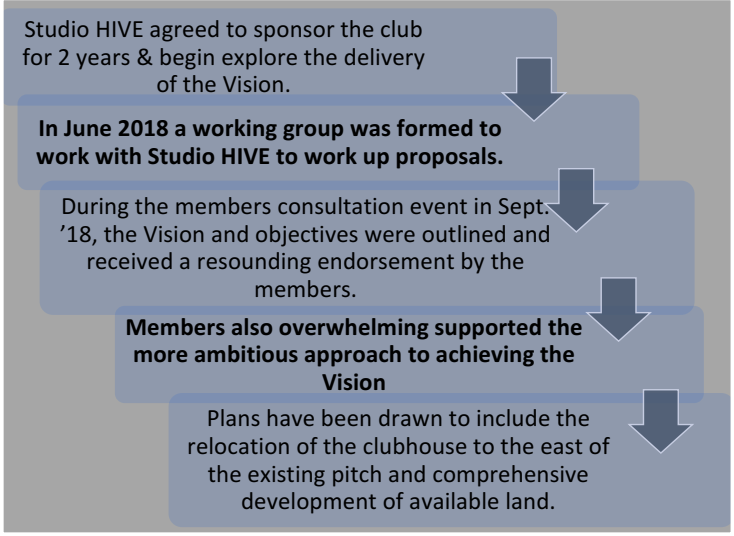 Studio HIVE agreed to sponsor the club
for 2 years & begin explore the delivery
of the Vision.
In June 2018 a working group was formed to
work with Studio HIVE to work up proposals.
During the members consultation event in Sept.
’18, the Vision and objectives were outlined and
received a resounding endorsement by the
members.
Members also overwhelming supported the
more ambitious approach to achieving the
Vision
Plans have been drawn to include the
relocation of the clubhouse to the east of
the existing pitch and comprehensive
development of available land.